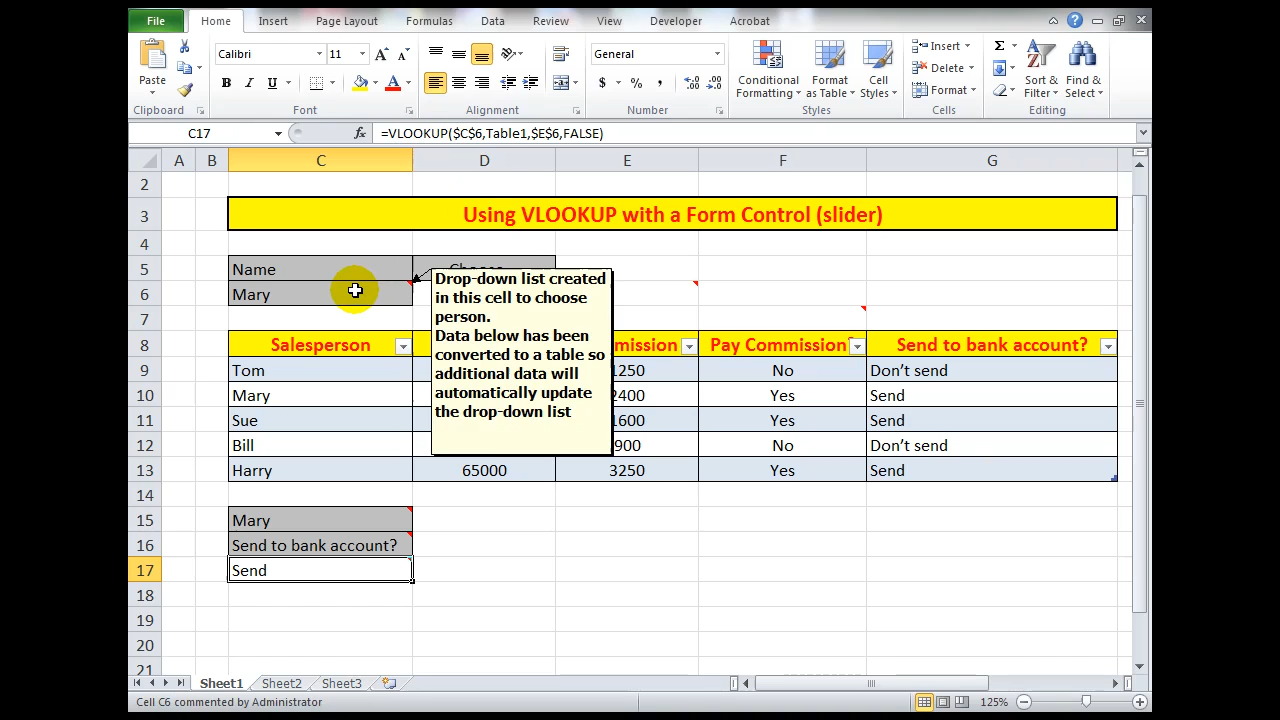 File Home Insert Page Layout Formulas Data Review View Developer Acrobat
Paste Calibri 11 General Conditional Formatting Format as Table Cell Styles Insert Delete Format Sort & Filter Find & Select
B I U A $ % , .00 .0
Clipboard Font Alignment Number Styles Cells Editing
C17 fx =VLOOKUP($C$6,Table1,$E$6,FALSE)
A B C D E F G
2
3 Using VLOOKUP with a Form Control (slider)
4
5 Name
6 Mary
7
Drop-down list created
in this cell to choose
person.
Data below has been
converted to a table so
additional data will
automatically update
the drop-down list
8 Salesperson mission Pay Commission Send to bank account?
9 Tom 1250 No Don't send
10 Mary 2400 Yes Send
11 Sue 1600 Yes Send
12 Bill 900 No Don't send
13 Harry 65000 3250 Yes Send
14
15 Mary
16 Send to bank account?
17 Send
18
19
20
21
Sheet1 Sheet2 Sheet3
Cell C6 commented by Administrator 125%